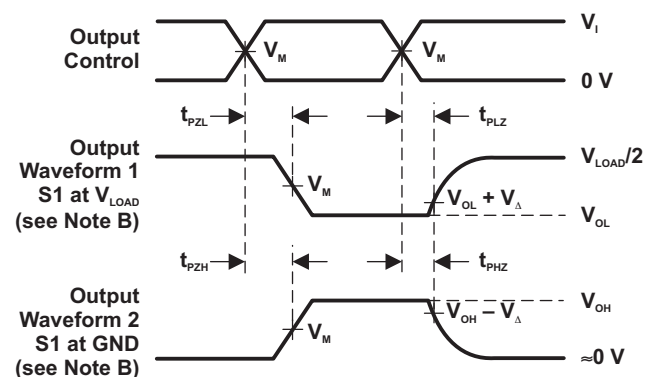 Output
Control
V_M
V_M
V_I
0 V
t_PZL
t_PLZ
Output
Waveform 1
S1 at V_LOAD
(see Note B)
V_M
V_OL + V_Δ
V_LOAD/2
V_OL
t_PZH
t_PHZ
Output
Waveform 2
S1 at GND
(see Note B)
V_M
V_OH − V_Δ
V_OH
≈0 V